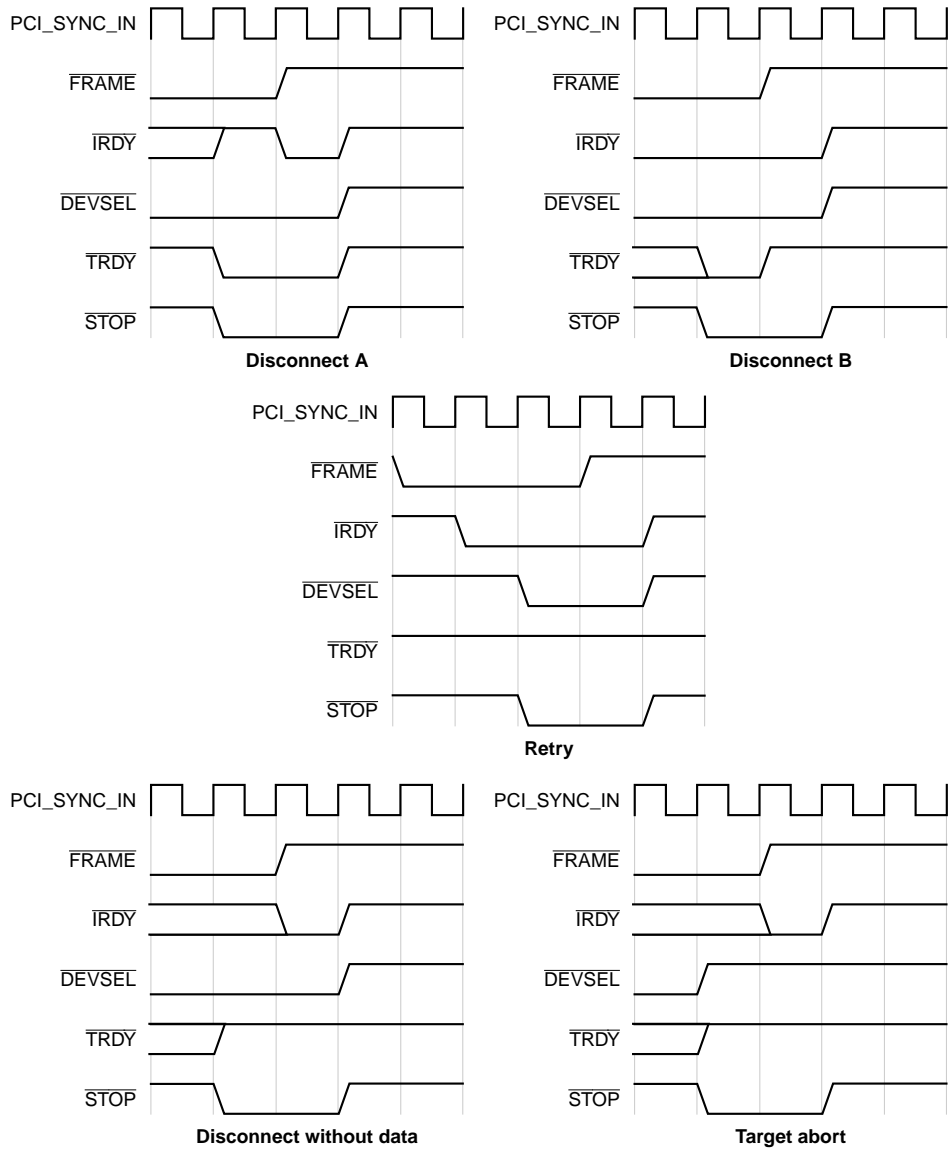 PCI_SYNC_IN
FRAME
IRDY
DEVSEL
TRDY
STOP
Disconnect A
PCI_SYNC_IN
FRAME
IRDY
DEVSEL
TRDY
STOP
Disconnect B
PCI_SYNC_IN
FRAME
IRDY
DEVSEL
TRDY
STOP
Retry
PCI_SYNC_IN
FRAME
IRDY
DEVSEL
TRDY
STOP
Disconnect without data
PCI_SYNC_IN
FRAME
IRDY
DEVSEL
TRDY
STOP
Target abort